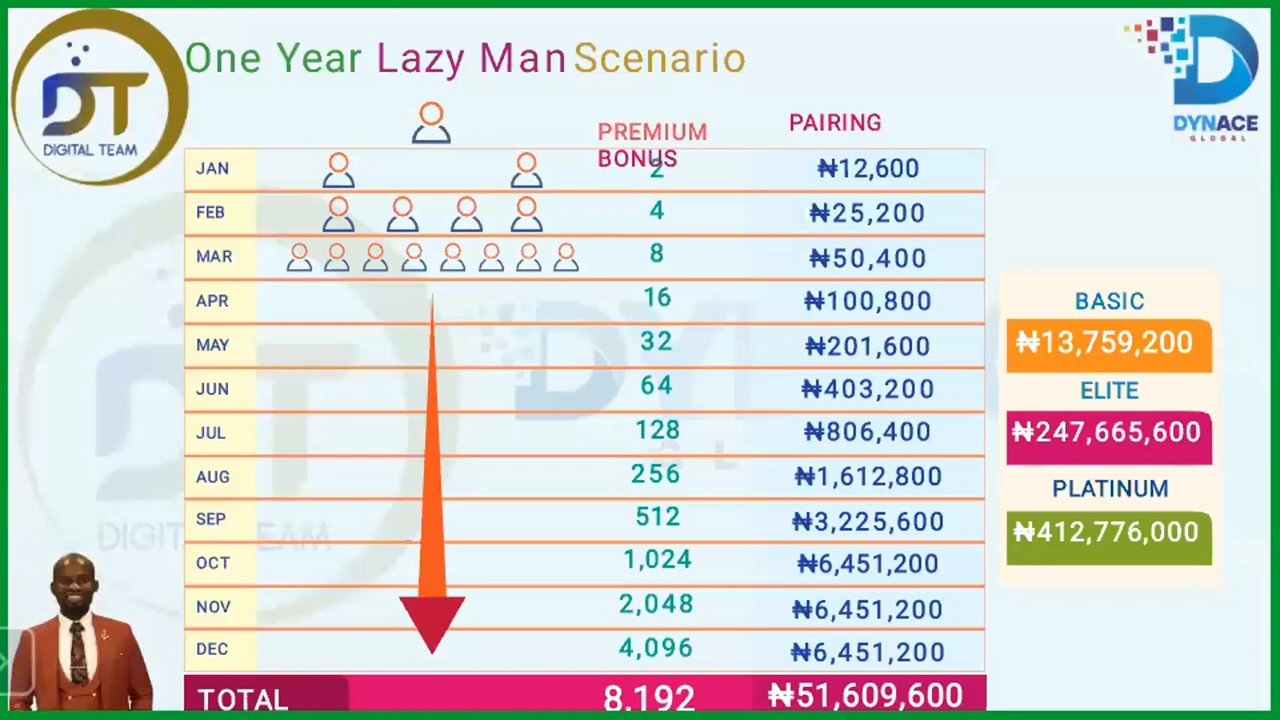 One Year Lazy Man Scenario
DT
DIGITAL TEAM
D
DYNACE
GLOBAL
PREMIUM BONUS PAIRING
JAN 2 ₦12,600
FEB 4 ₦25,200
MAR 8 ₦50,400
APR 16 ₦100,800
MAY 32 ₦201,600
JUN 64 ₦403,200
JUL 128 ₦806,400
AUG 256 ₦1,612,800
SEP 512 ₦3,225,600
OCT 1,024 ₦6,451,200
NOV 2,048 ₦6,451,200
DEC 4,096 ₦6,451,200
TOTAL 8,192 ₦51,609,600
BASIC
₦13,759,200
ELITE
₦247,665,600
PLATINUM
₦412,776,000